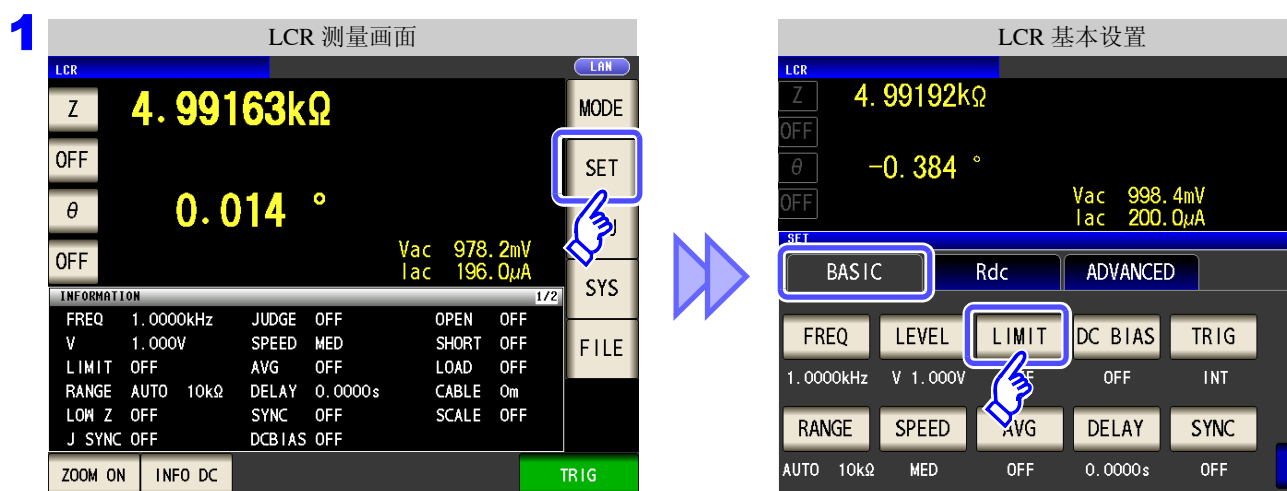 1
LCR 测量画面
LCR
LAN
Z
4.99163kΩ
MODE
OFF
SET
θ
0.014 °
OFF
Vac 978.2mV
Iac 196.0μA
SYS
INFORMATION 1/2
FREQ 1.0000kHz JUDGE OFF OPEN OFF
V 1.000V SPEED MED SHORT OFF
FILE
LIMIT OFF AVG OFF LOAD OFF
RANGE AUTO 10kΩ DELAY 0.0000s CABLE 0m
LOW Z OFF SYNC OFF SCALE OFF
J SYNC OFF DCBIAS OFF
ZOOM ON INFO DC TRIG
LCR 基本设置
LCR
Z 4.99192kΩ
OFF
θ -0.384 °
OFF
Vac 998.4mV
Iac 200.0μA
SET
BASIC Rdc ADVANCED
FREQ LEVEL LIMIT DC BIAS TRIG
1.0000kHz V 1.000V OFF INT
RANGE SPEED AVG DELAY SYNC
AUTO 10kΩ MED OFF 0.0000s OFF